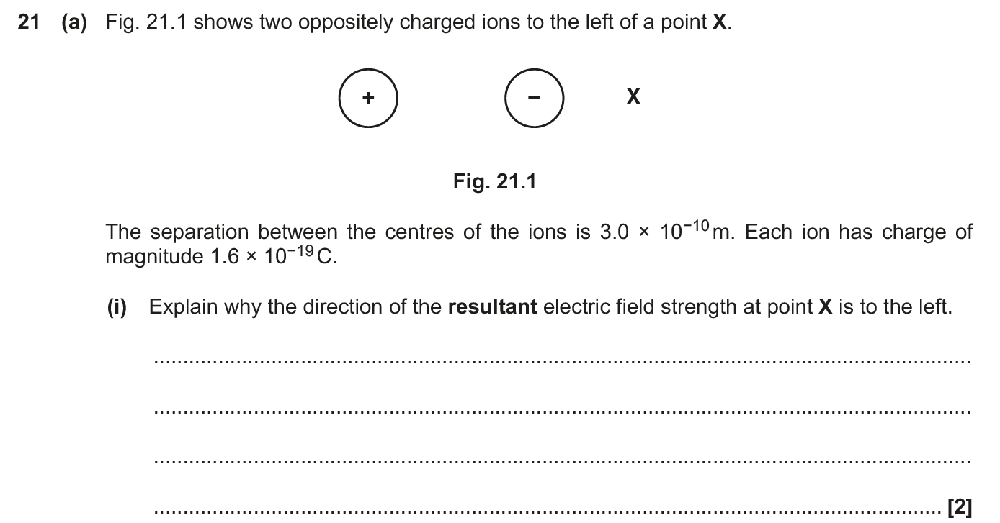 21 (a) Fig. 21.1 shows two oppositely charged ions to the left of a point X.
+ − X
Fig. 21.1
The separation between the centres of the ions is 3.0 × 10⁻¹⁰ m. Each ion has charge of
magnitude 1.6 × 10⁻¹⁹ C.
(i) Explain why the direction of the resultant electric field strength at point X is to the left.
[2]